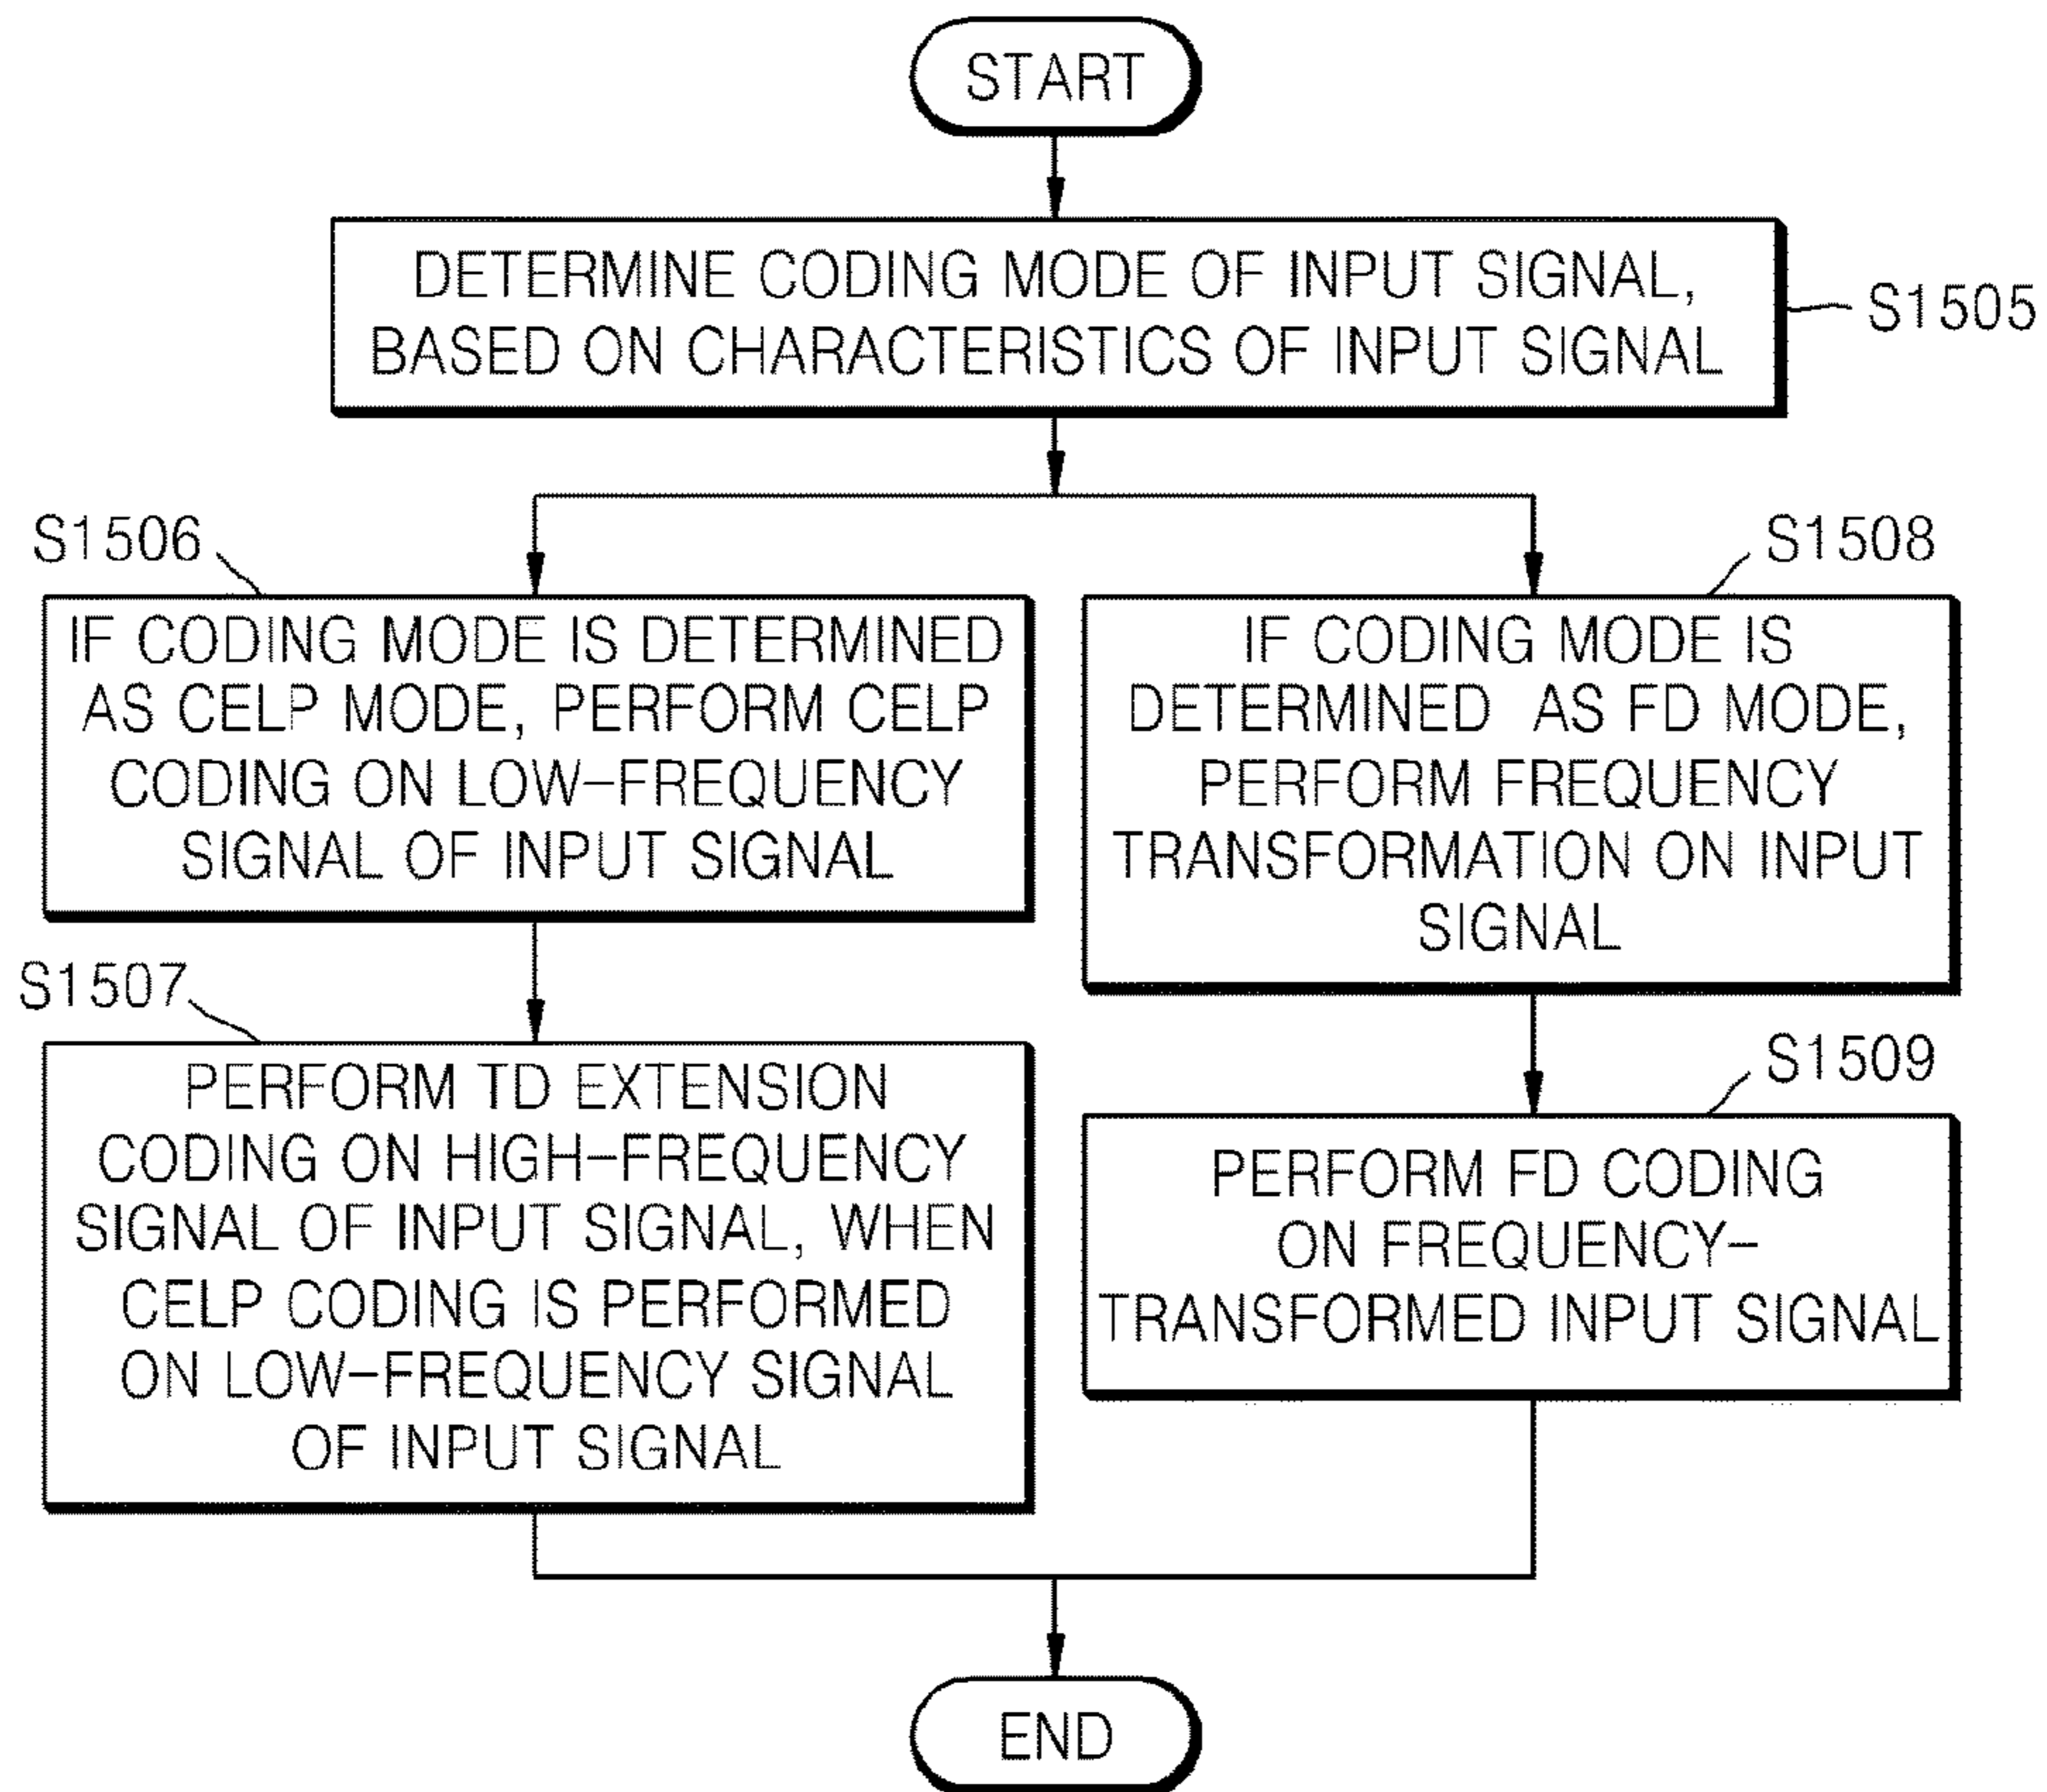 START
DETERMINE CODING MODE OF INPUT SIGNAL,
BASED ON CHARACTERISTICS OF INPUT SIGNAL
S1505
S1506
IF CODING MODE IS DETERMINED
AS CELP MODE, PERFORM CELP
CODING ON LOW-FREQUENCY
SIGNAL OF INPUT SIGNAL
S1507
PERFORM TD EXTENSION
CODING ON HIGH-FREQUENCY
SIGNAL OF INPUT SIGNAL, WHEN
CELP CODING IS PERFORMED
ON LOW-FREQUENCY SIGNAL
OF INPUT SIGNAL
S1508
IF CODING MODE IS
DETERMINED AS FD MODE,
PERFORM FREQUENCY
TRANSFORMATION ON INPUT
SIGNAL
S1509
PERFORM FD CODING
ON FREQUENCY-
TRANSFORMED INPUT SIGNAL
END